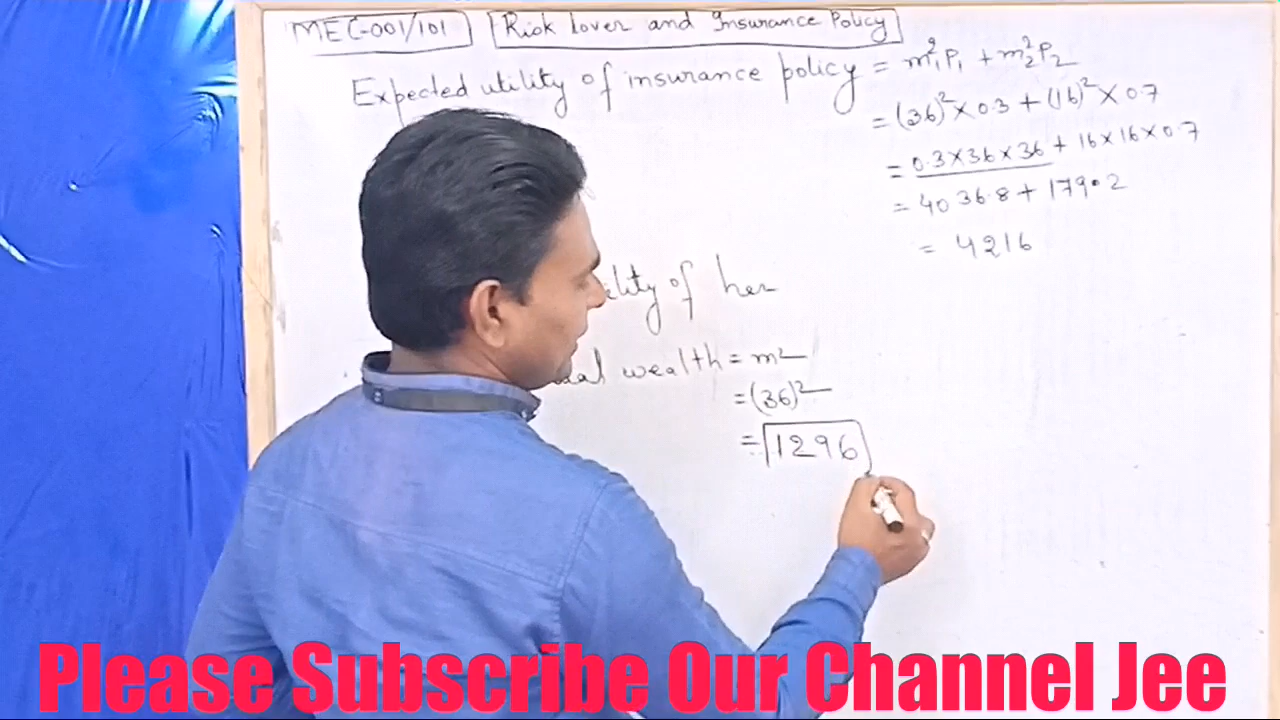 MEC-001/101 Risk lover and Insurance Policy
Expected utility of insurance policy = m₁²P₁ + m₂²P₂
= (36)² × 0.3 + (16)² × 0.7
= 0.3×36×36 + 16×16×0.7
= 4036.8 + 179.2
= 4216
of her
wealth = m²
= (36)²
= 1296
Please Subscribe Our Channel Jee